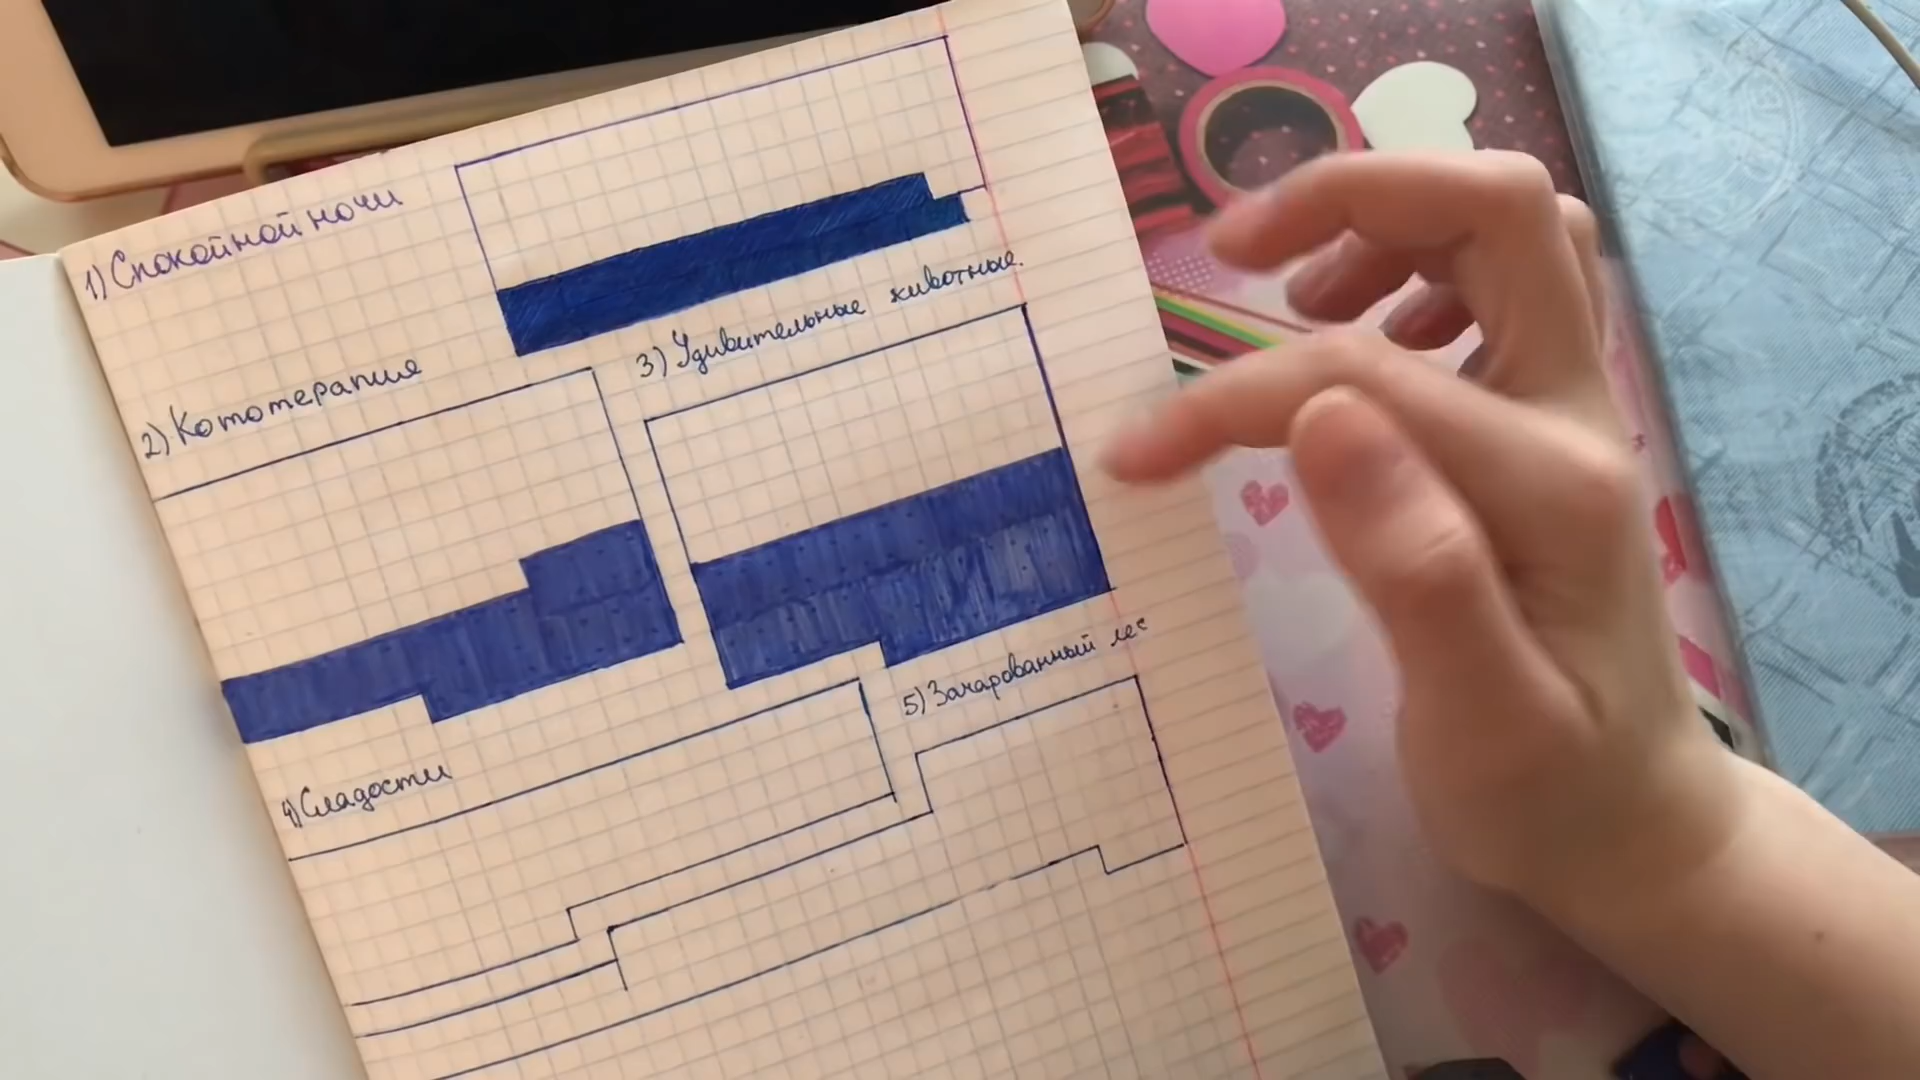 1) Спокойной ночи
2) Кототерапия
3) Удивительные животные.
4) Сладости
5) Зачарованный лес